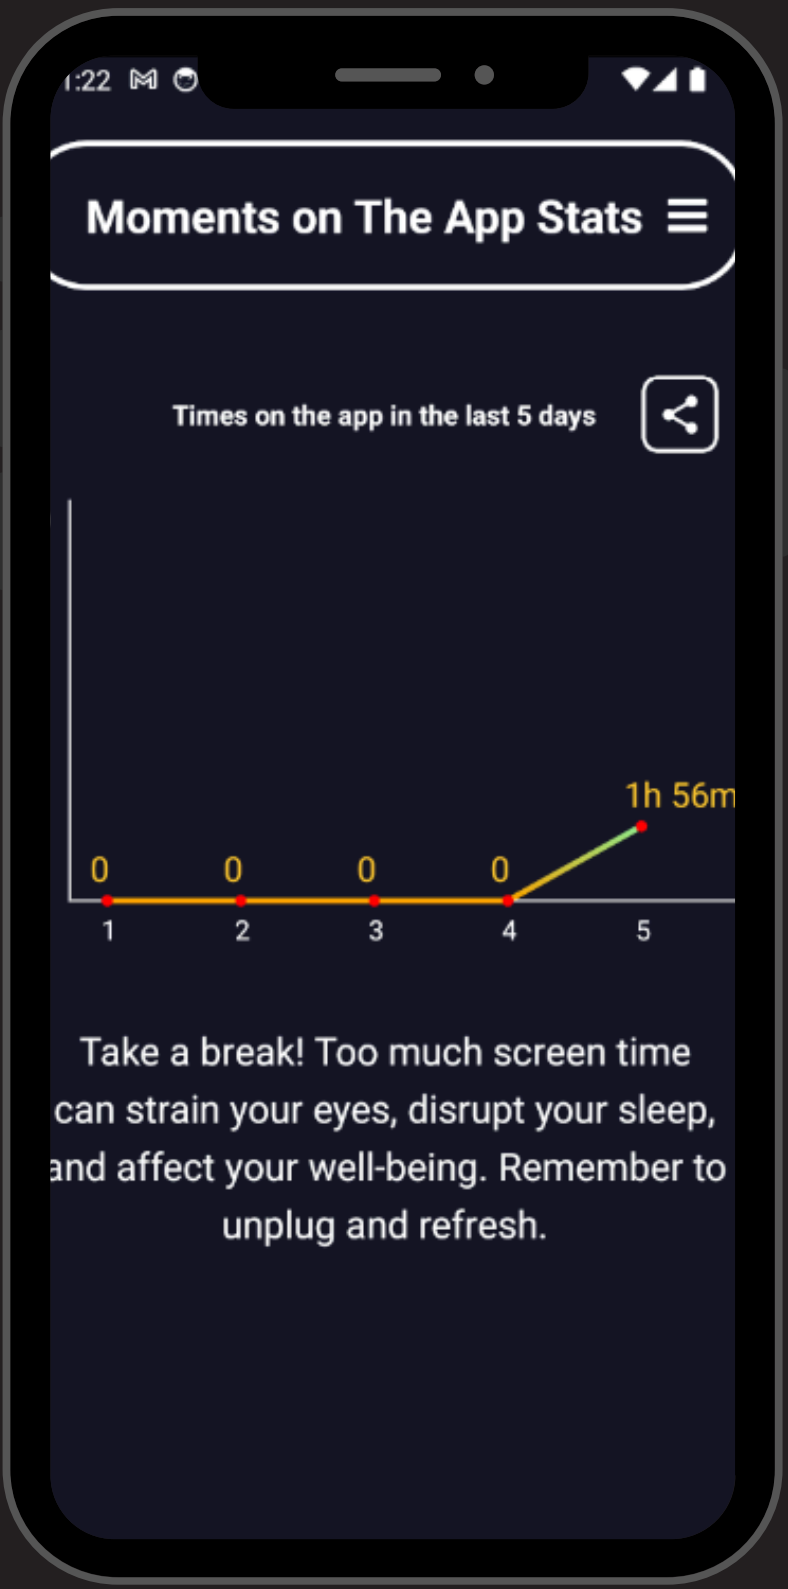 1:22
Moments on The App Stats
Times on the app in the last 5 days
1h 56m
0 0 0 0
1 2 3 4 5
Take a break! Too much screen time
can strain your eyes, disrupt your sleep,
and affect your well-being. Remember to
unplug and refresh.